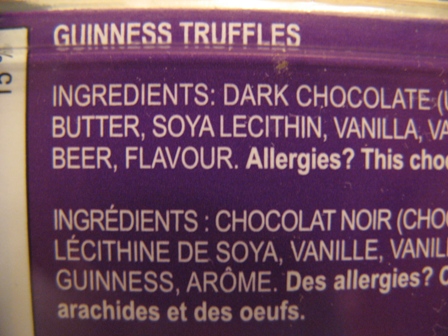 GUINNESS TRUFFLES
INGREDIENTS: DARK CHOCOLATE
BUTTER, SOYA LECITHIN, VANILLA,
BEER, FLAVOUR. Allergies? This
INGRÉDIENTS : CHOCOLAT NOIR
LÉCITHINE DE SOYA, VANILLE,
GUINNESS, ARÔME. Des allergies?
arachides et des oeufs.
15 %